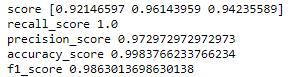 score [0.92146597 0.96143959 0.94235589]
recall_score 1.0
precision_score 0.972972972972973
accuracy_score 0.9983766233766234
f1_score 0.9863013698630138